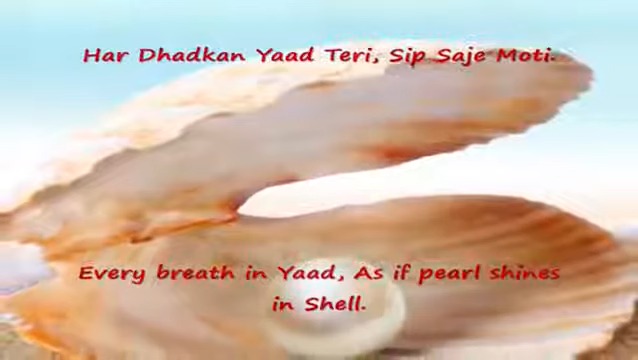 Har Dhadkan Yaad Teri, Sip Saje Moti.
Every breath in Yaad, As if pearl shines
in Shell.